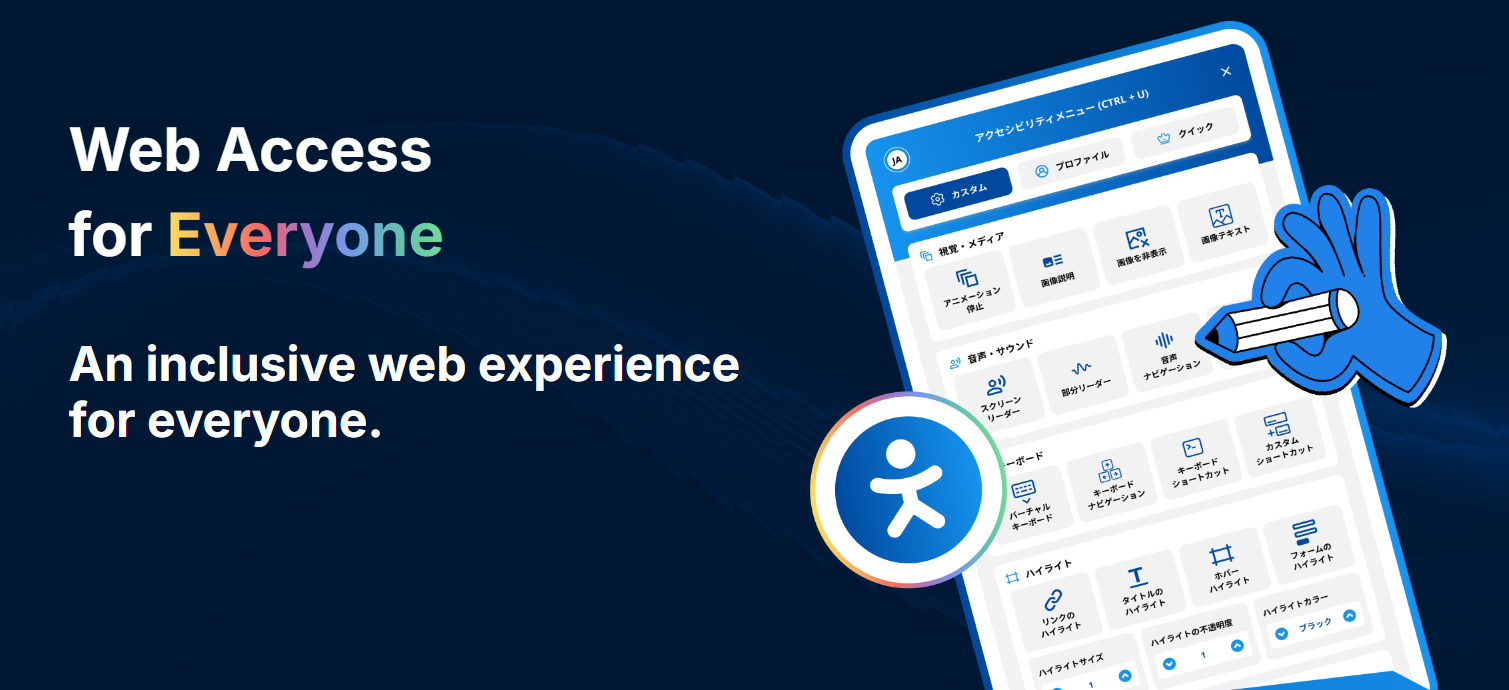 Web Access
for Everyone
An inclusive web experience
for everyone.
JA
アクセシビリティメニュー (CTRL + U)
カスタム
プロファイル
クイック
視覚・メディア
アニメーション
停止
画像説明
画像を非表示
画像テキスト
音声・サウンド
スクリーン
リーダー
部分リーダー
音声
ナビゲーション
ーボード
バーチャル
キーボード
キーボード
ナビゲーション
キーボード
ショートカット
カスタム
ショートカット
ハイライト
リンクの
ハイライト
タイトルの
ハイライト
ホバー
ハイライト
フォームの
ハイライト
ハイライトサイズ
1
ハイライトの不透明度
1
ハイライトカラー
ブラック